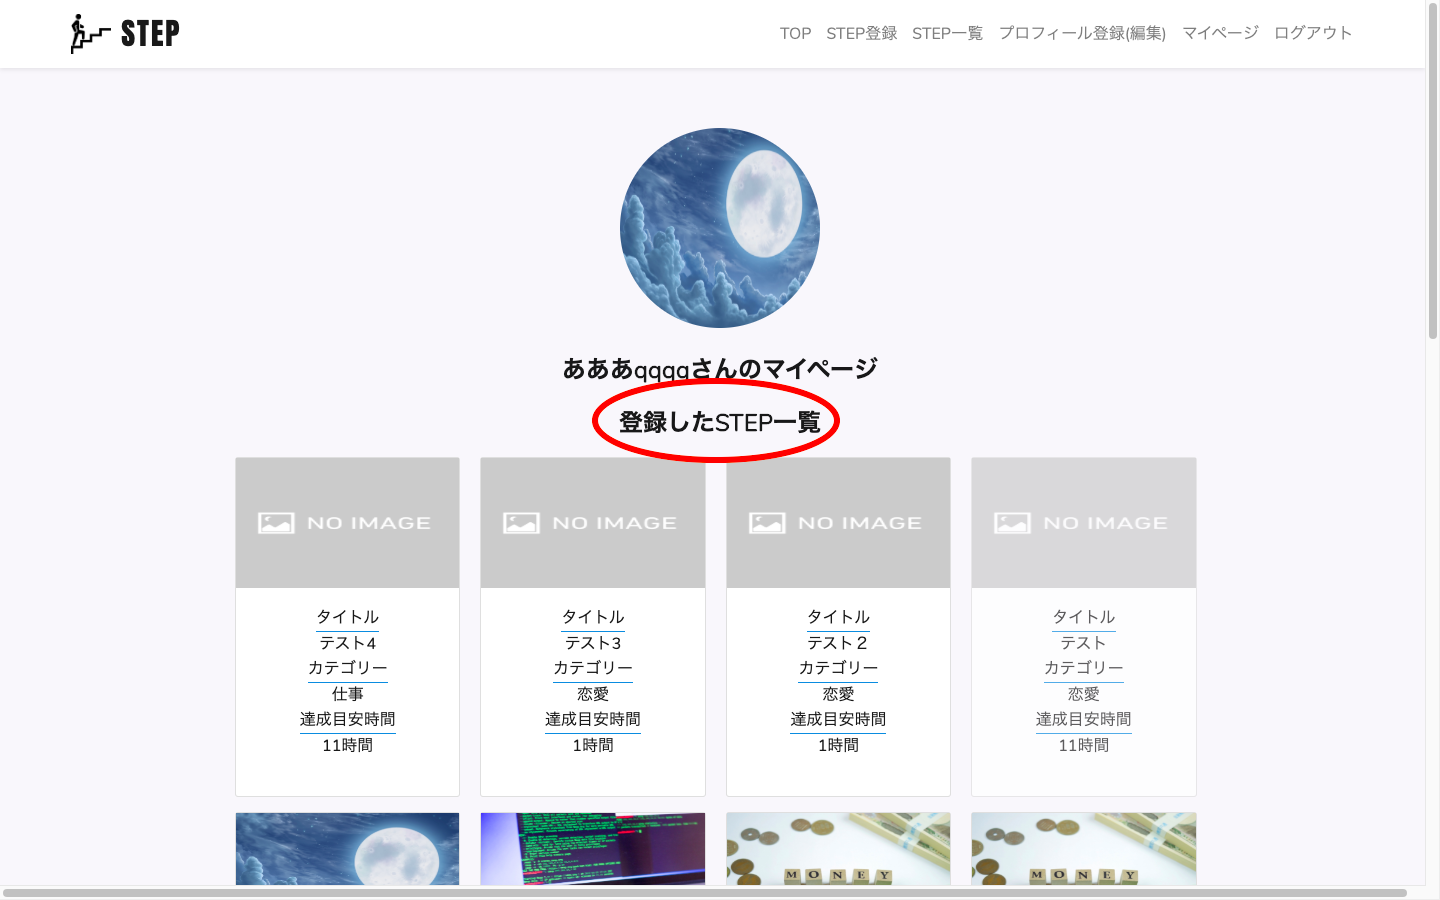 STEP
TOP STEP登録 STEP一覧 プロフィール登録(編集) マイページ ログアウト
あああqqqqさんのマイページ
登録したSTEP一覧
NO IMAGE NO IMAGE NO IMAGE NO IMAGE
タイトル
テスト4
カテゴリー
仕事
達成目安時間
11時間
タイトル
テスト3
カテゴリー
恋愛
達成目安時間
1時間
タイトル
テスト２
カテゴリー
恋愛
達成目安時間
1時間
タイトル
テスト
カテゴリー
恋愛
達成目安時間
11時間
MONEY MONEY